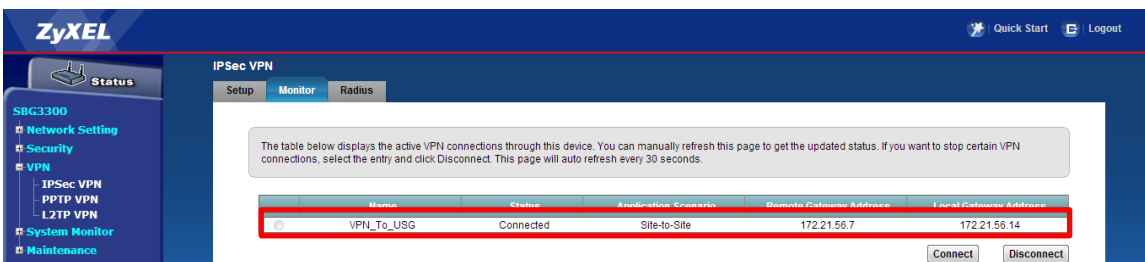 ZyXEL
Quick Start
Logout
Status
IPSec VPN
Setup
Monitor
Radius
SBG3300
Network Setting
Security
VPN
IPSec VPN
PPTP VPN
L2TP VPN
System Monitor
Maintenance
The table below displays the active VPN connections through this device. You can manually refresh this page to get the updated status. If you want to stop certain VPN
connections, select the entry and click Disconnect. This page will auto refresh every 30 seconds.
Name Status Application Scenario Remote Gateway Address Local Gateway Address
VPN_To_USG Connected Site-to-Site 172.21.56.7 172.21.56.14
Connect
Disconnect